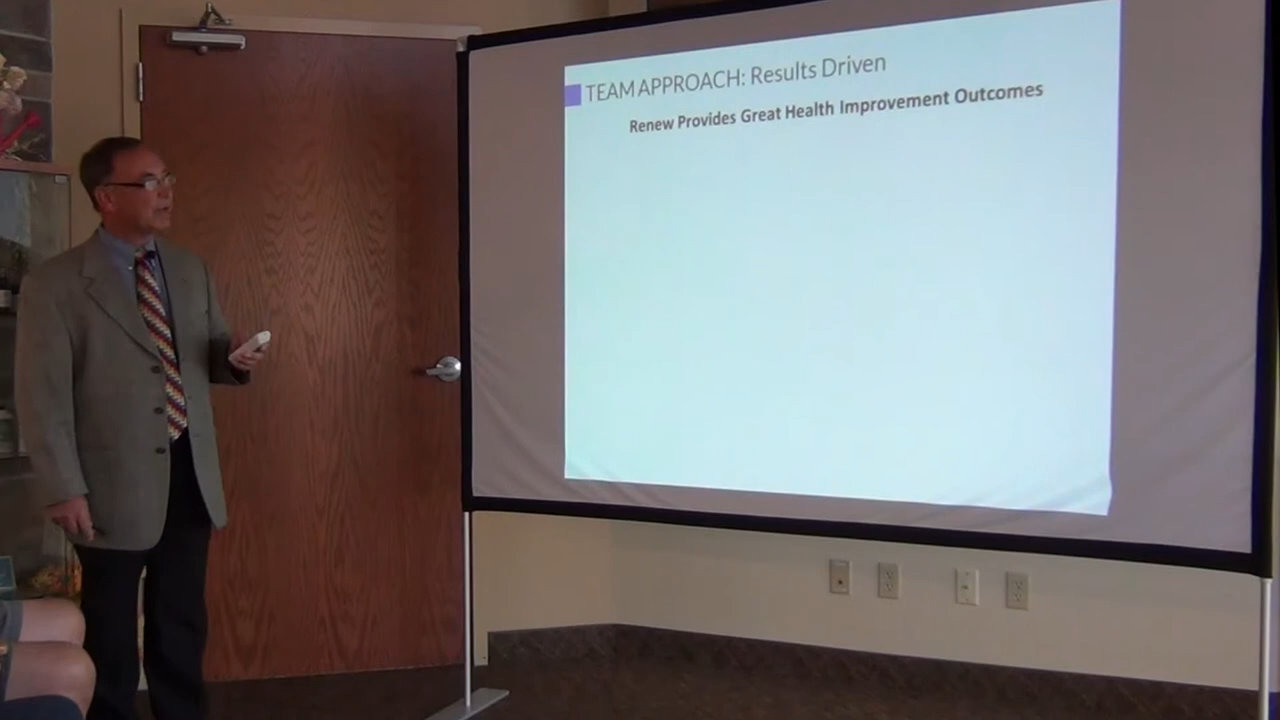 TEAM APPROACH: Results Driven
Renew Provides Great Health Improvement Outcomes